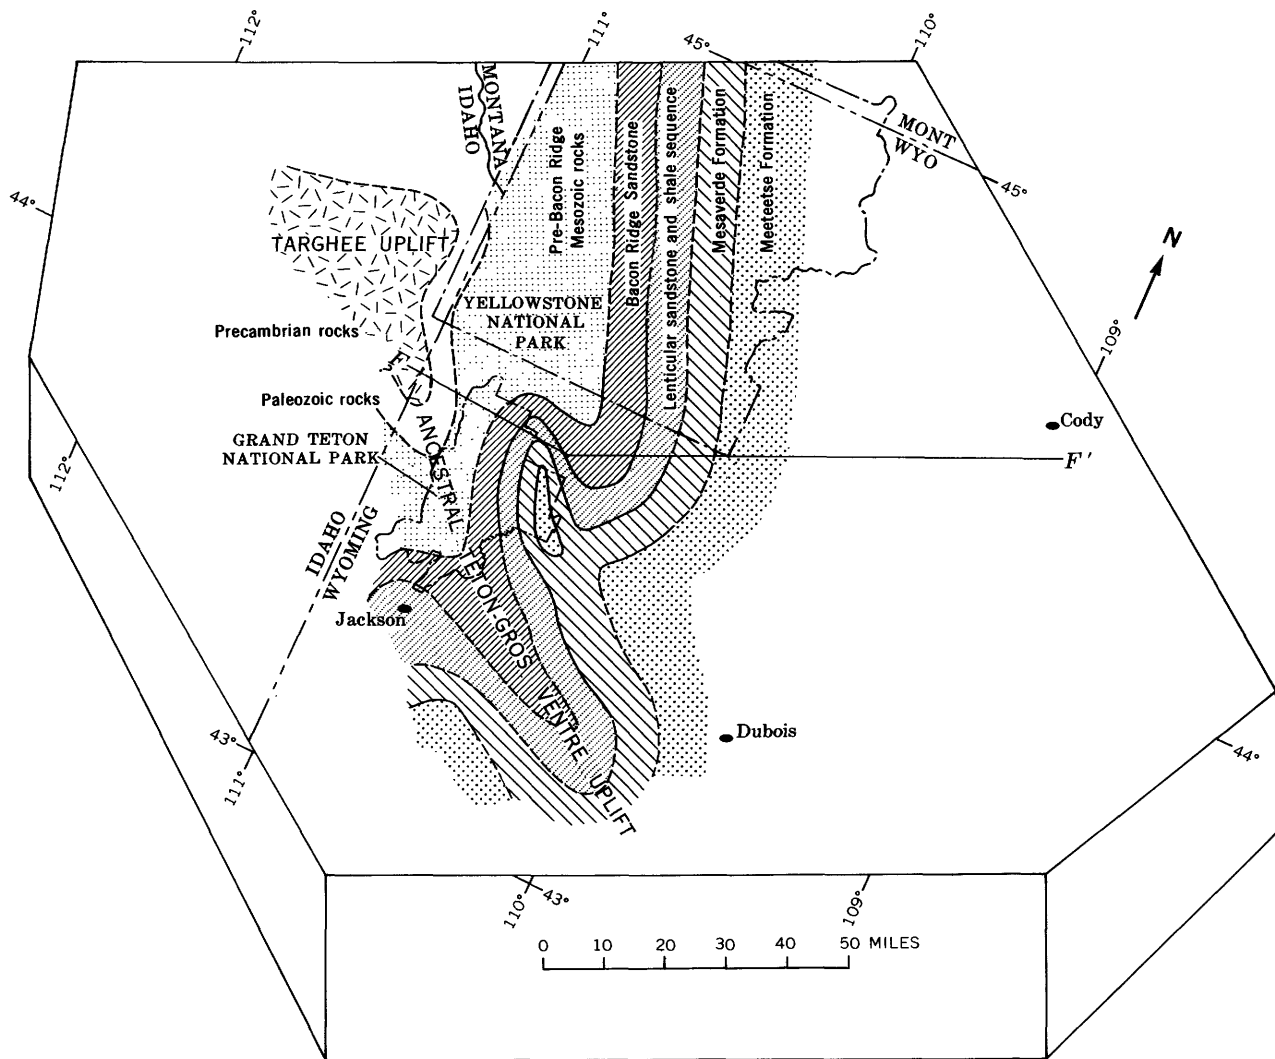 112°
111°
45°
110°
MONTANA
IDAHO
MONT
WYO
45°
44°
N
Pre-Bacon Ridge
Mesozoic rocks
Bacon Ridge Sandstone
Lenticular sandstone and shale sequence
Mesaverde Formation
Meeteetse Formation
TARGHEE UPLIFT
YELLOWSTONE
NATIONAL
PARK
Precambrian rocks
F
109°
Paleozoic rocks
GRAND TETON
NATIONAL PARK
ANCESTRAL
TETON-GROS VENTRE UPLIFT
Cody
F'
112°
IDAHO
WYOMING
Jackson
Dubois
43°
111°
44°
110°
43°
109°
0 10 20 30 40 50 MILES